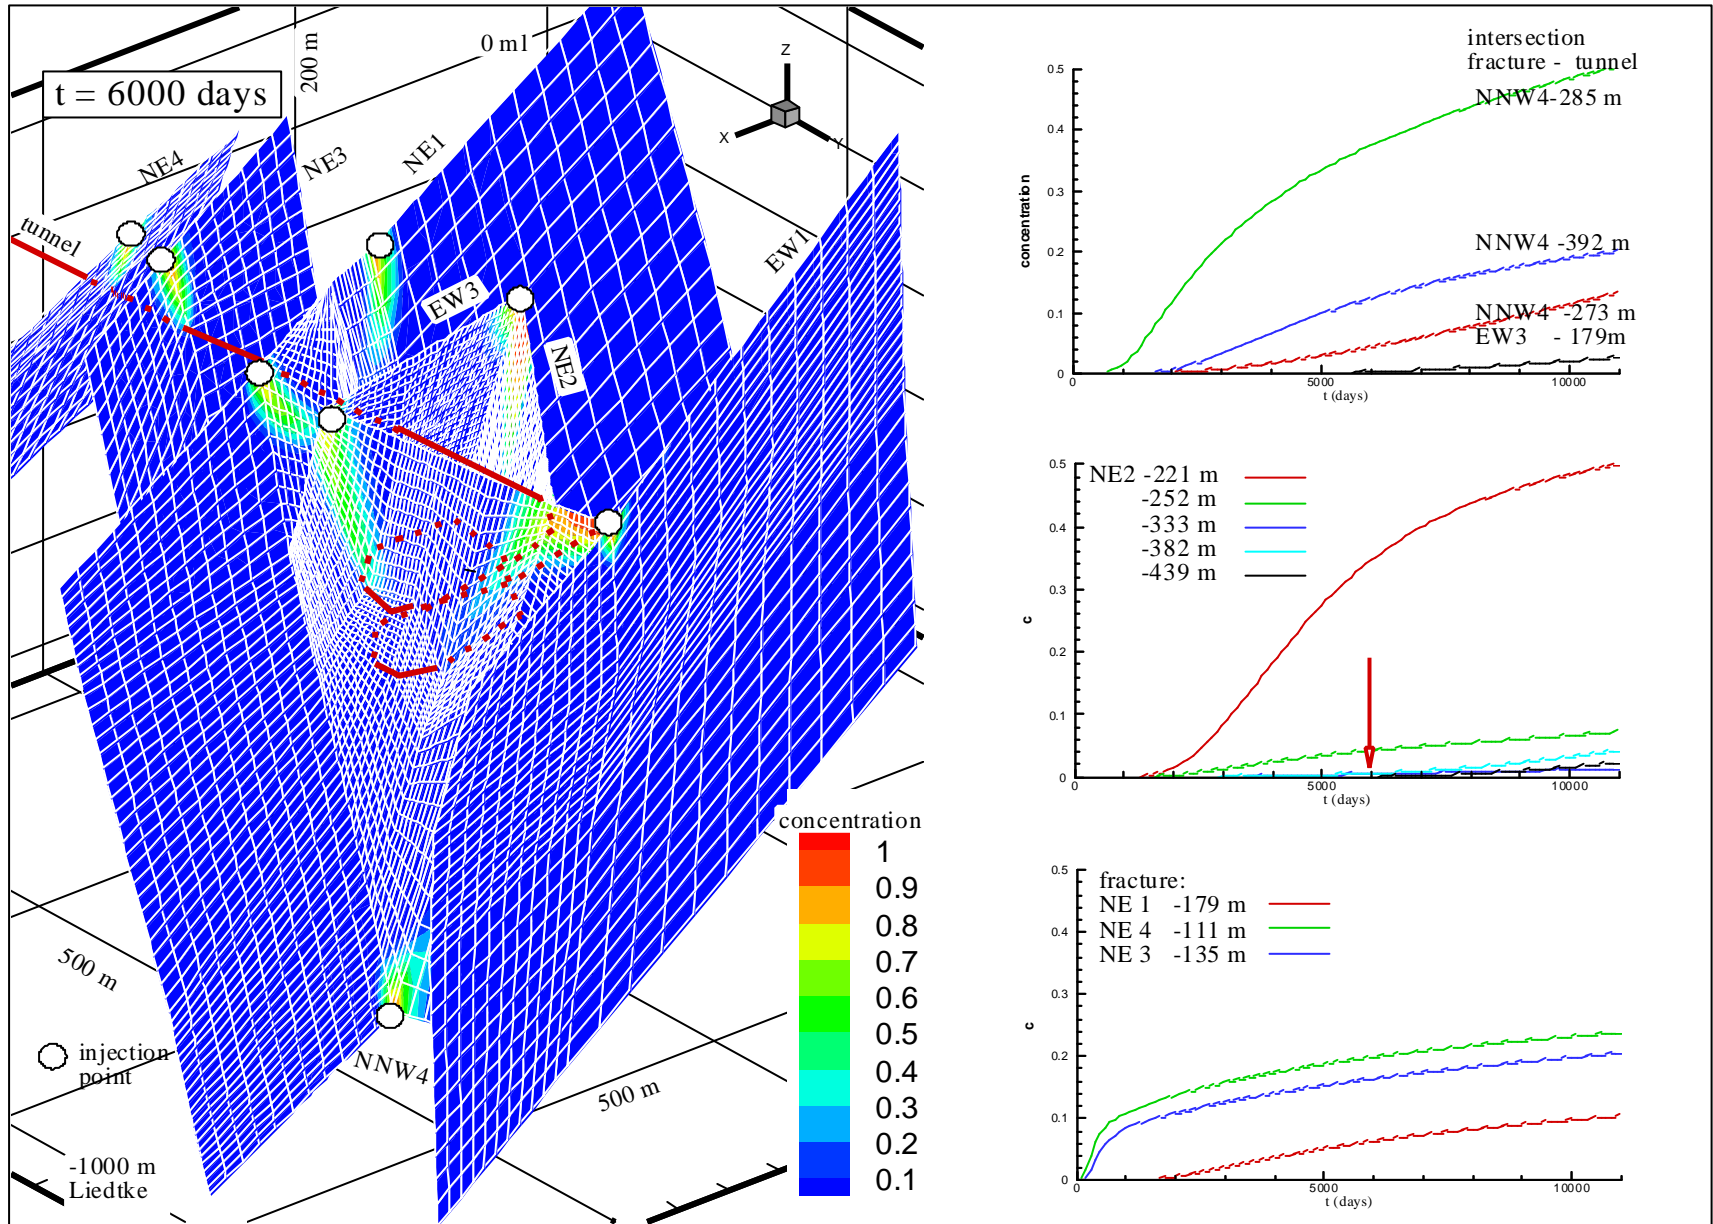 t = 6000 days
200 m
0 ml
Z
X
Y
NE4
NE3
NE1
tunnel
EW3
EW1
NE2
concentration
1
0.9
0.8
0.7
0.6
0.5
0.4
0.3
0.2
0.1
500 m
injection
point
NNW4
500 m
-1000 m
Liedtke
intersection
fracture - tunnel
NNW4-285 m
NNW4 -392 m
NNW4 -273 m
EW3 - 179m
concentration
0.5
0.4
0.3
0.2
0.1
0
0
5000
10000
t (days)
NE2 -221 m
-252 m
-333 m
-382 m
-439 m
c
0.5
0.4
0.3
0.2
0.1
0
0
5000
10000
t (days)
fracture:
NE 1 -179 m
NE 4 -111 m
NE 3 -135 m
c
0.5
0.4
0.3
0.2
0.1
0
0
5000
10000
t (days)